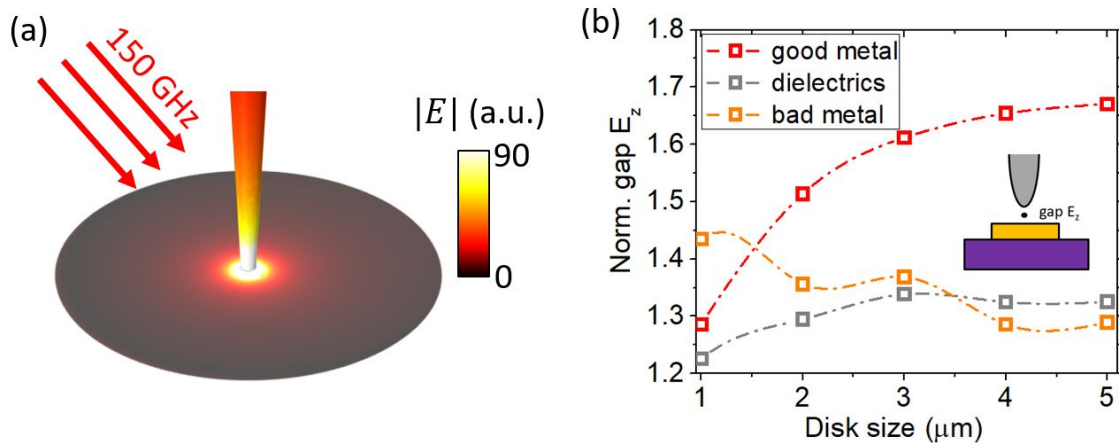 (a)
150 GHz
|E| (a.u.)
90
0
(b)
Norm. gap E_z
1.8
1.7
1.6
1.5
1.4
1.3
1.2
good metal
dielectrics
bad metal
gap E_z
1 2 3 4 5
Disk size (μm)